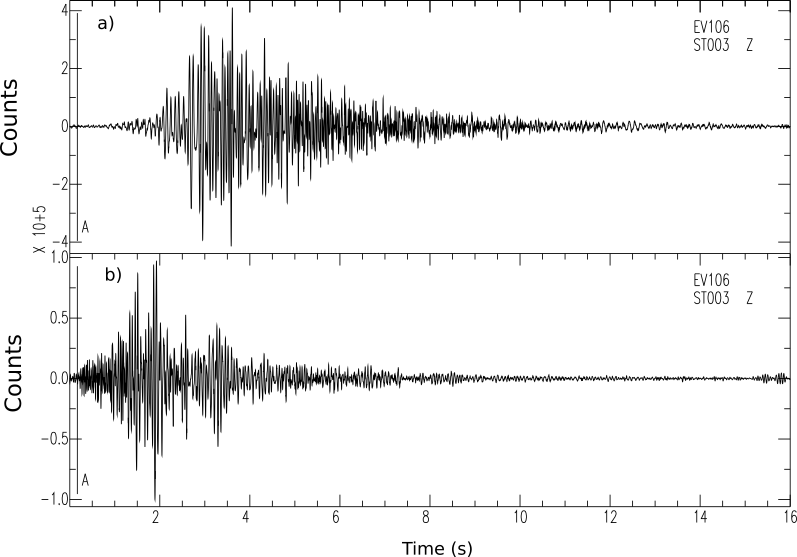 a)
EV106
ST003 Z
4
2
0
−2
−4
Counts
A
X 10+5
b)
EV106
ST003 Z
1.0
0.5
0.0
−0.5
−1.0
Counts
A
2 4 6 8 10 12 14 16
Time (s)